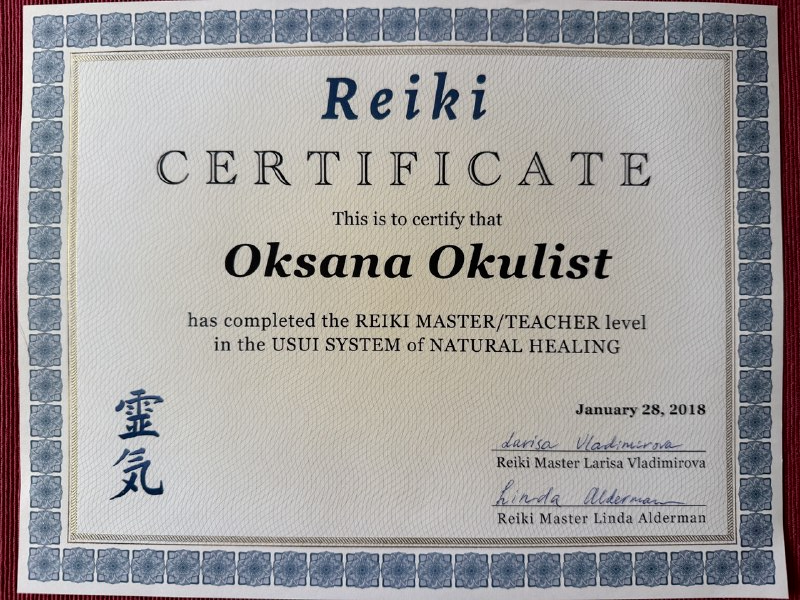 Reiki
CERTIFICATE
This is to certify that
Oksana Okulist
has completed the REIKI MASTER/TEACHER level
in the USUI SYSTEM of NATURAL HEALING
霊
気
January 28, 2018
Larisa Vladimirova
Reiki Master Larisa Vladimirova
Linda Alderman
Reiki Master Linda Alderman